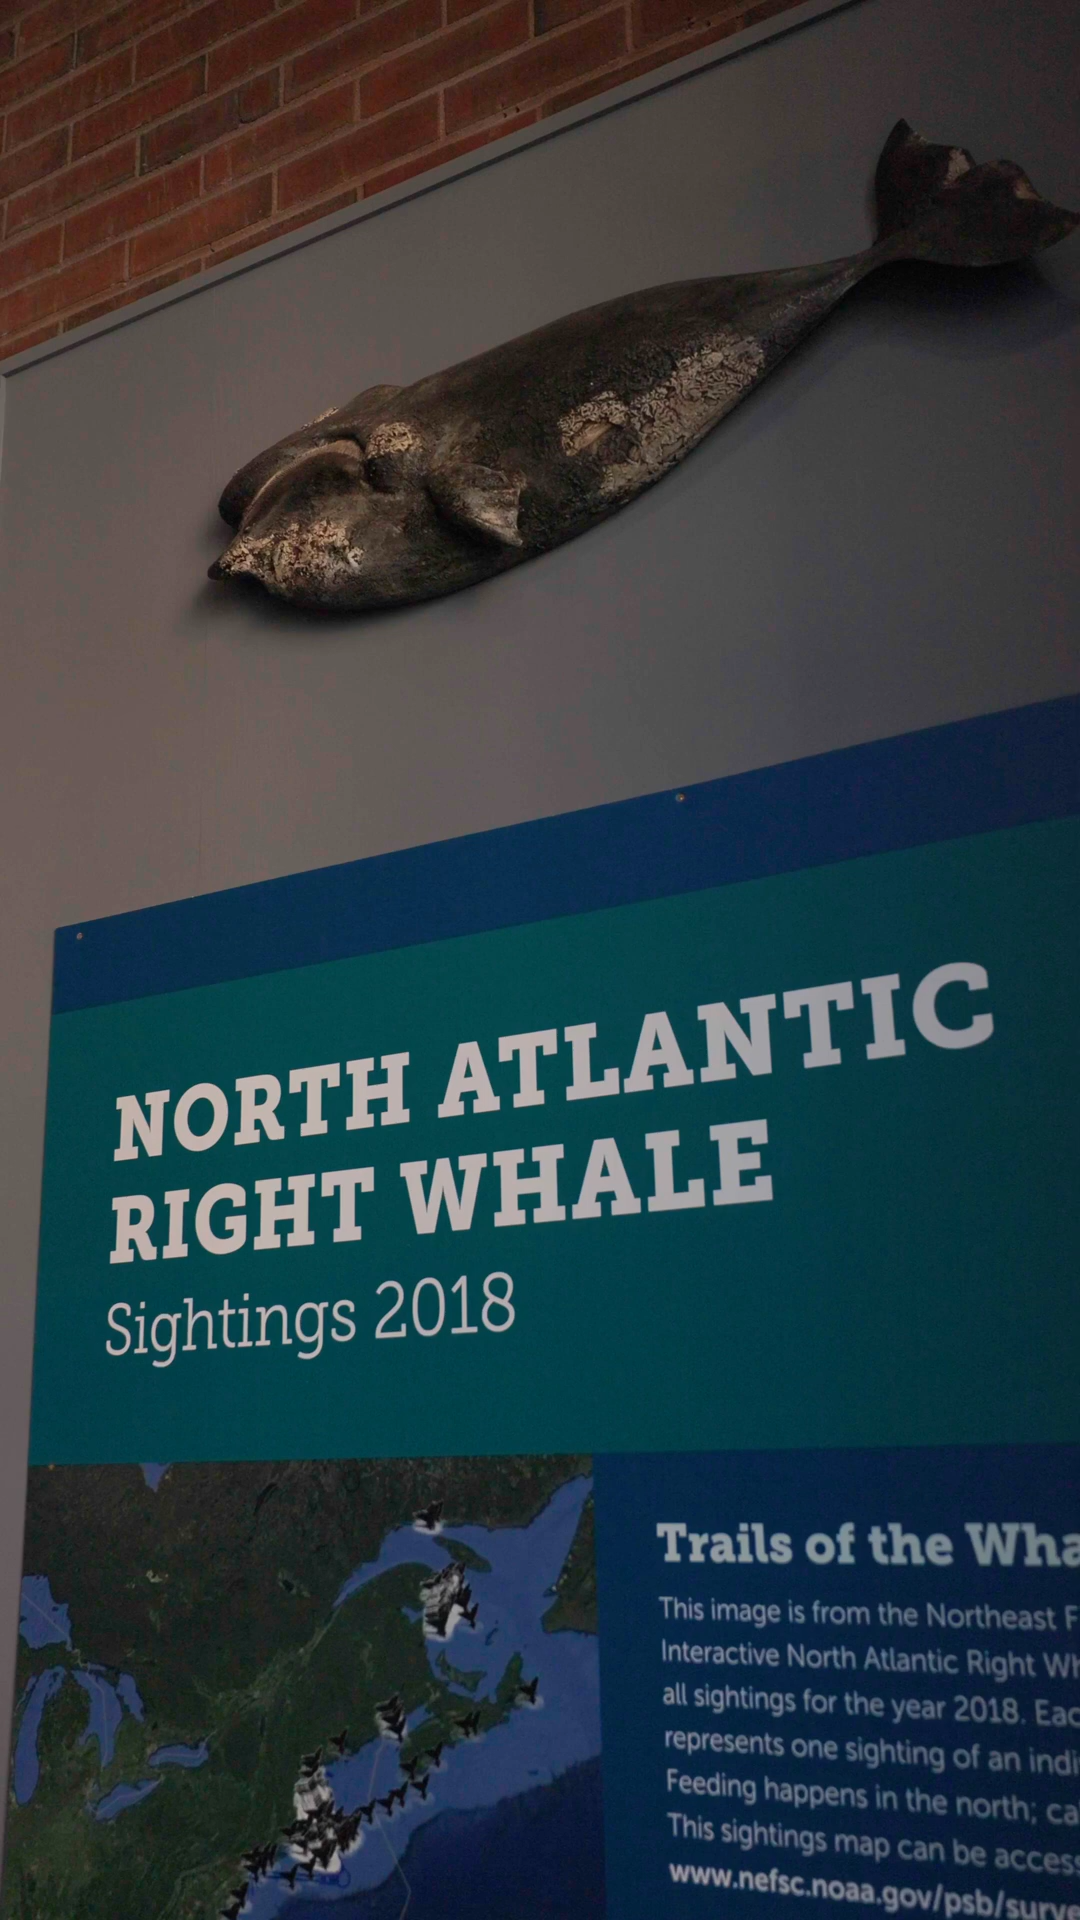 NORTH ATLANTIC
RIGHT WHALE
Sightings 2018
Trails of the
This image is from the Northeast
Interactive North Atlantic Right
all sightings for the year 2018.
represents one sighting of an
Feeding happens in the north;
This sightings map can be
www.nefsc.noaa.gov/psb/surve